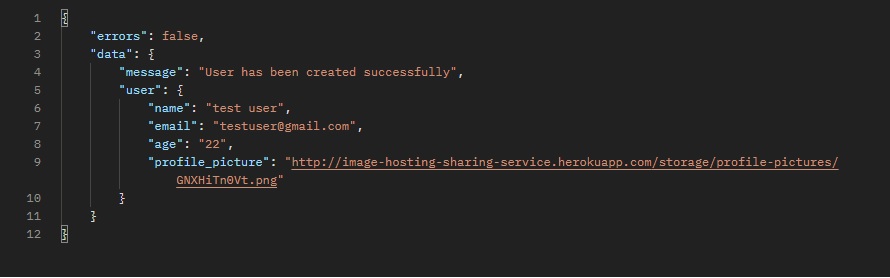 1 {
2 "errors": false,
3 "data": {
4 "message": "User has been created successfully",
5 "user": {
6 "name": "test user",
7 "email": "testuser@gmail.com",
8 "age": "22",
9 "profile_picture": "http://image-hosting-sharing-service.herokuapp.com/storage/profile-pictures/
GNXHiTn0Vt.png"
10 }
11 }
12 }